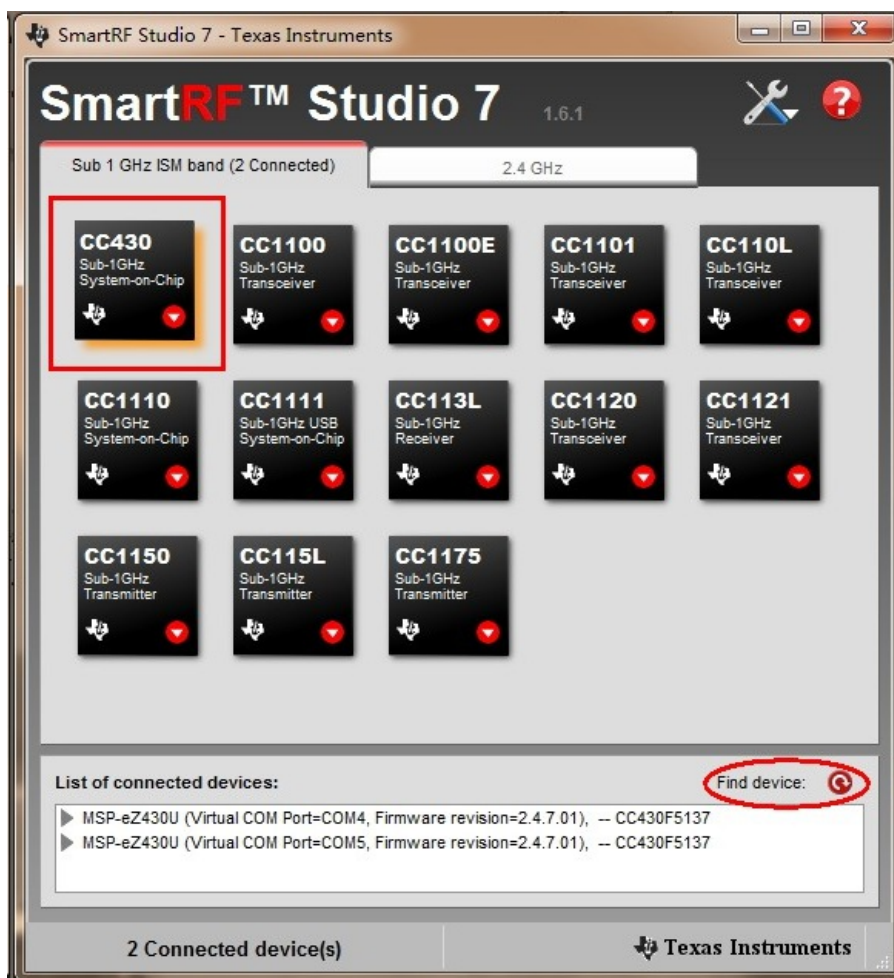 SmartRF Studio 7 - Texas Instruments
SmartRF™ Studio 7 1.6.1
Sub 1 GHz ISM band (2 Connected)
2.4 GHz
CC430
Sub-1GHz
System-on-Chip
CC1100
Sub-1GHz
Transceiver
CC1100E
Sub-1GHz
Transceiver
CC1101
Sub-1GHz
Transceiver
CC110L
Sub-1GHz
Transceiver
CC1110
Sub-1GHz
System-on-Chip
CC1111
Sub-1GHz USB
System-on-Chip
CC113L
Sub-1GHz
Receiver
CC1120
Sub-1GHz
Transceiver
CC1121
Sub-1GHz
Transceiver
CC1150
Sub-1GHz
Transmitter
CC115L
Sub-1GHz
Transmitter
CC1175
Sub-1GHz
Transmitter
List of connected devices:
Find device:
MSP-eZ430U (Virtual COM Port=COM4, Firmware revision=2.4.7.01), -- CC430F5137
MSP-eZ430U (Virtual COM Port=COM5, Firmware revision=2.4.7.01), -- CC430F5137
2 Connected device(s)
Texas Instruments